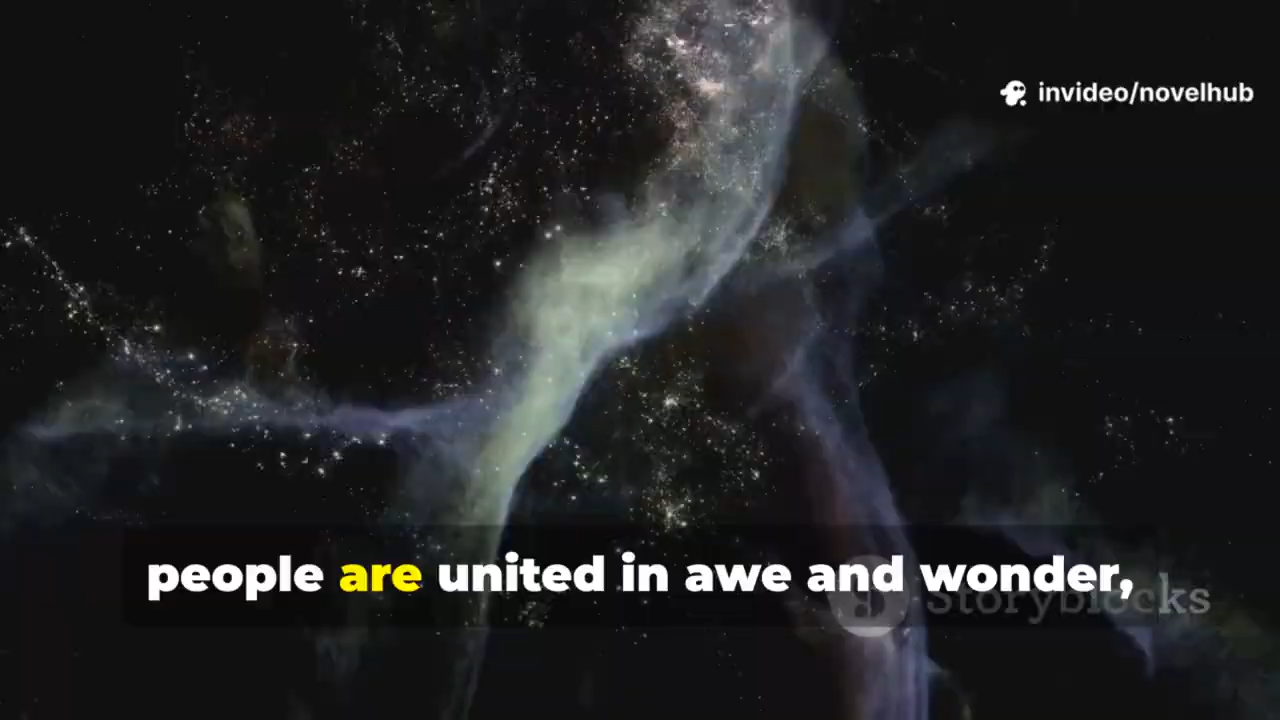 invideo/novelhub
people are united in awe and wonder,
Storyblocks